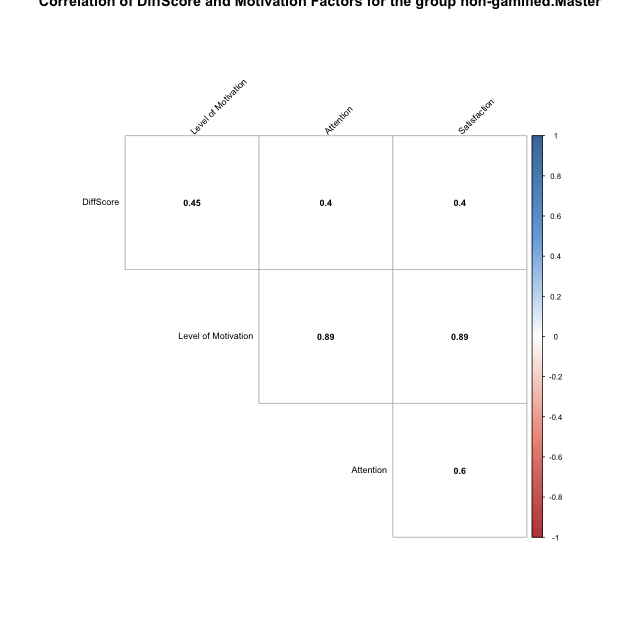 Correlation of DiffScore and Motivation Factors for the group non-gamified.Master
Level of Motivation
Attention
Satisfaction
DiffScore
0.45
0.4
0.4
Level of Motivation
0.89
0.89
Attention
0.6
1
0.8
0.6
0.4
0.2
0
-0.2
-0.4
-0.6
-0.8
-1